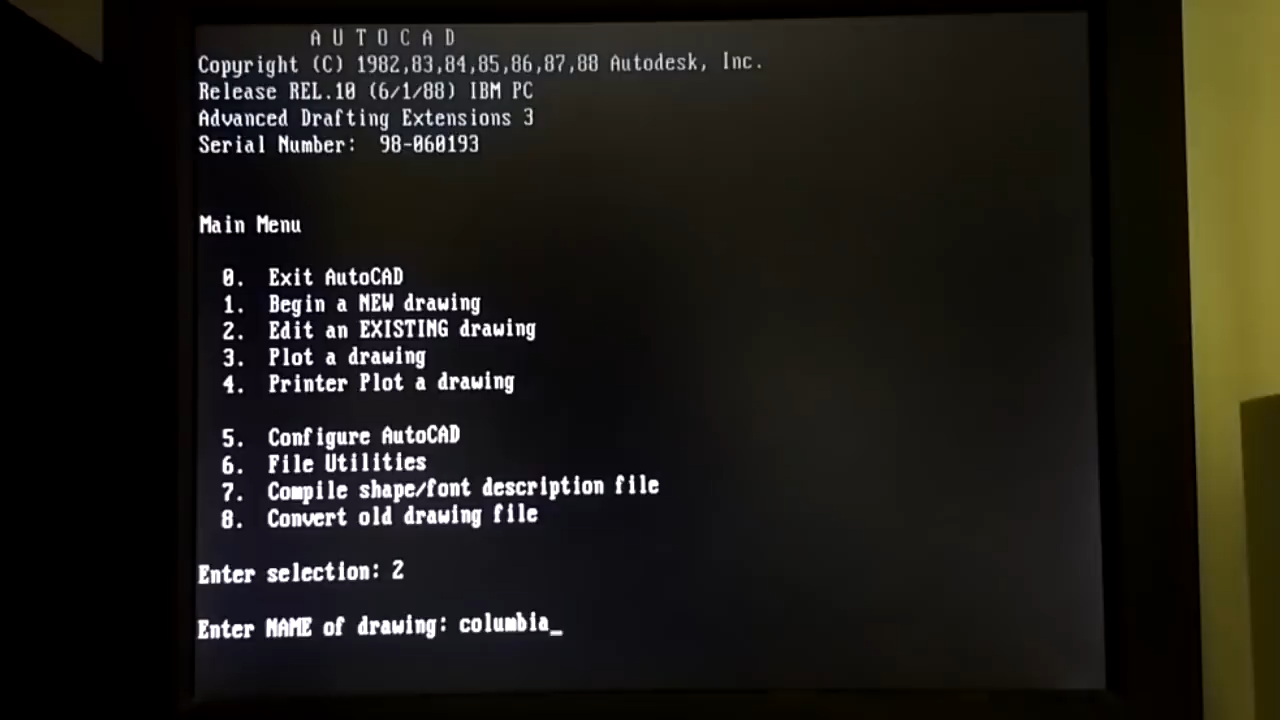 A U T O C A D
Copyright (C) 1982,83,84,85,86,87,88 Autodesk, Inc.
Release REL.10 (6/1/88) IBM PC
Advanced Drafting Extensions 3
Serial Number: 98-060193
Main Menu
0. Exit AutoCAD
1. Begin a NEW drawing
2. Edit an EXISTING drawing
3. Plot a drawing
4. Printer Plot a drawing
5. Configure AutoCAD
6. File Utilities
7. Compile shape/font description file
8. Convert old drawing file
Enter selection: 2
Enter NAME of drawing: columbia_